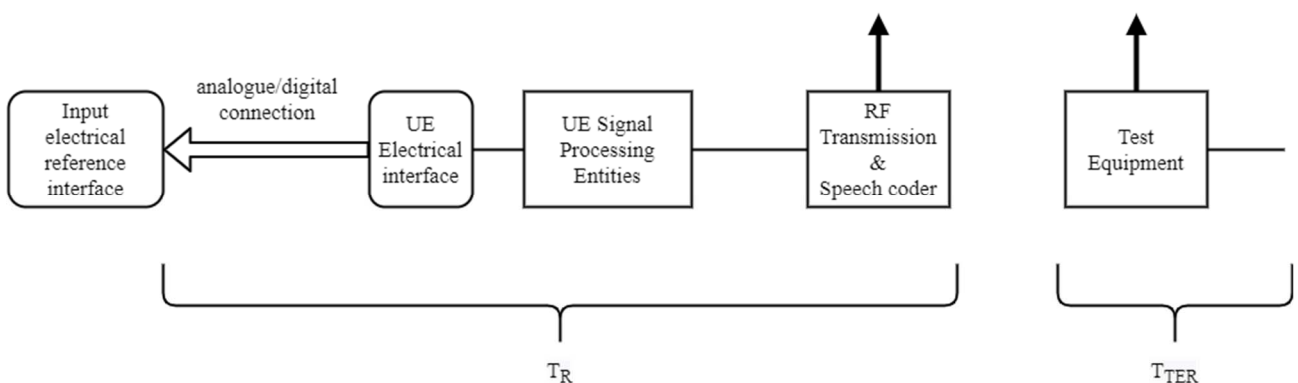 analogue/digital
connection
Input
electrical
reference
interface
UE
Electrical
interface
UE Signal
Processing
Entities
RF
Transmission
&
Speech coder
Test
Equipment
TR
TTER